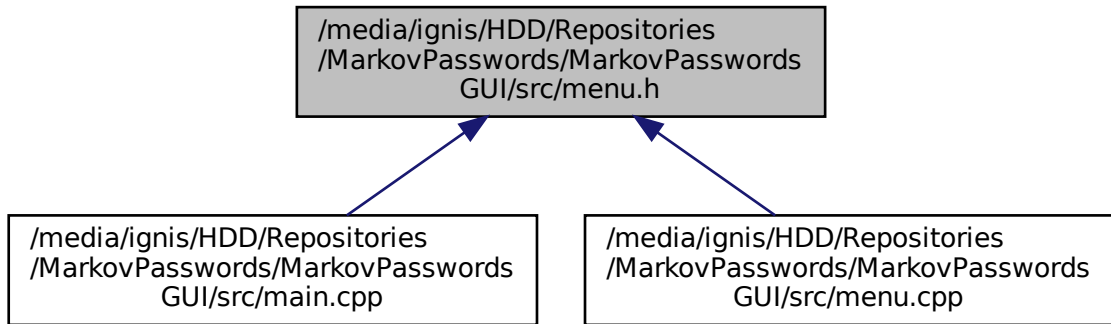 /media/ignis/HDD/Repositories
/MarkovPasswords/MarkovPasswords
GUI/src/menu.h
/media/ignis/HDD/Repositories
/MarkovPasswords/MarkovPasswords
GUI/src/main.cpp
/media/ignis/HDD/Repositories
/MarkovPasswords/MarkovPasswords
GUI/src/menu.cpp